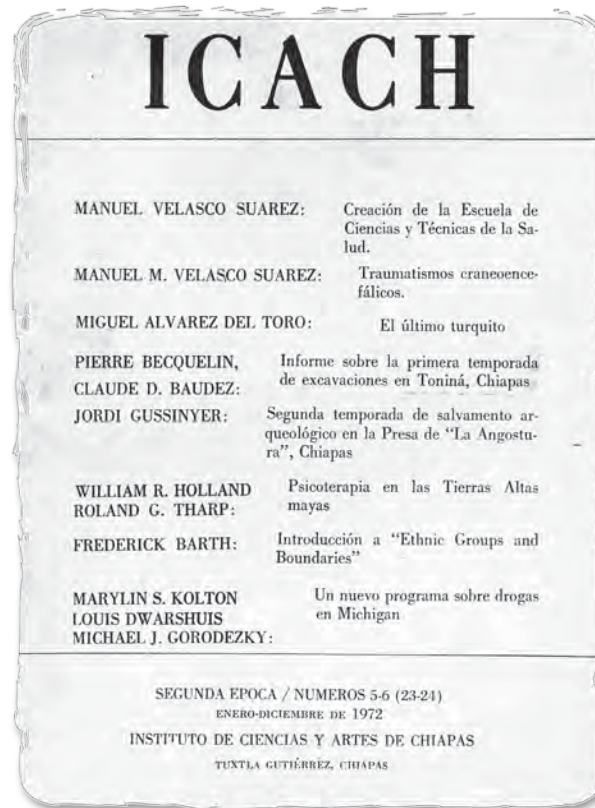 ICACH
MANUEL VELASCO SUAREZ: Creación de la Escuela de
Ciencias y Técnicas de la Sa-
lud.
MANUEL M. VELASCO SUAREZ: Traumatismos craneoence-
fálicos.
MIGUEL ALVAREZ DEL TORO: El último turquito
PIERRE BECQUELIN, Informe sobre la primera temporada
CLAUDE D. BAUDEZ: de excavaciones en Toniná, Chiapas
JORDI GUSSINYER: Segunda temporada de salvamento ar-
queológico en la Presa de “La Angostu-
ra”, Chiapas
WILLIAM R. HOLLAND Psicoterapia en las Tierras Altas
ROLAND G. THARP: mayas
FREDERICK BARTH: Introducción a “Ethnic Groups and
Boundaries”
MARYLIN S. KOLTON Un nuevo programa sobre drogas
LOUIS DWARSHUIS en Michigan
MICHAEL J. GORODEZKY:
SEGUNDA EPOCA / NUMEROS 5-6 (23-24)
ENERO-DICIEMBRE DE 1972
INSTITUTO DE CIENCIAS Y ARTES DE CHIAPAS
TUXTLA GUTIÉRREZ, CHIAPAS